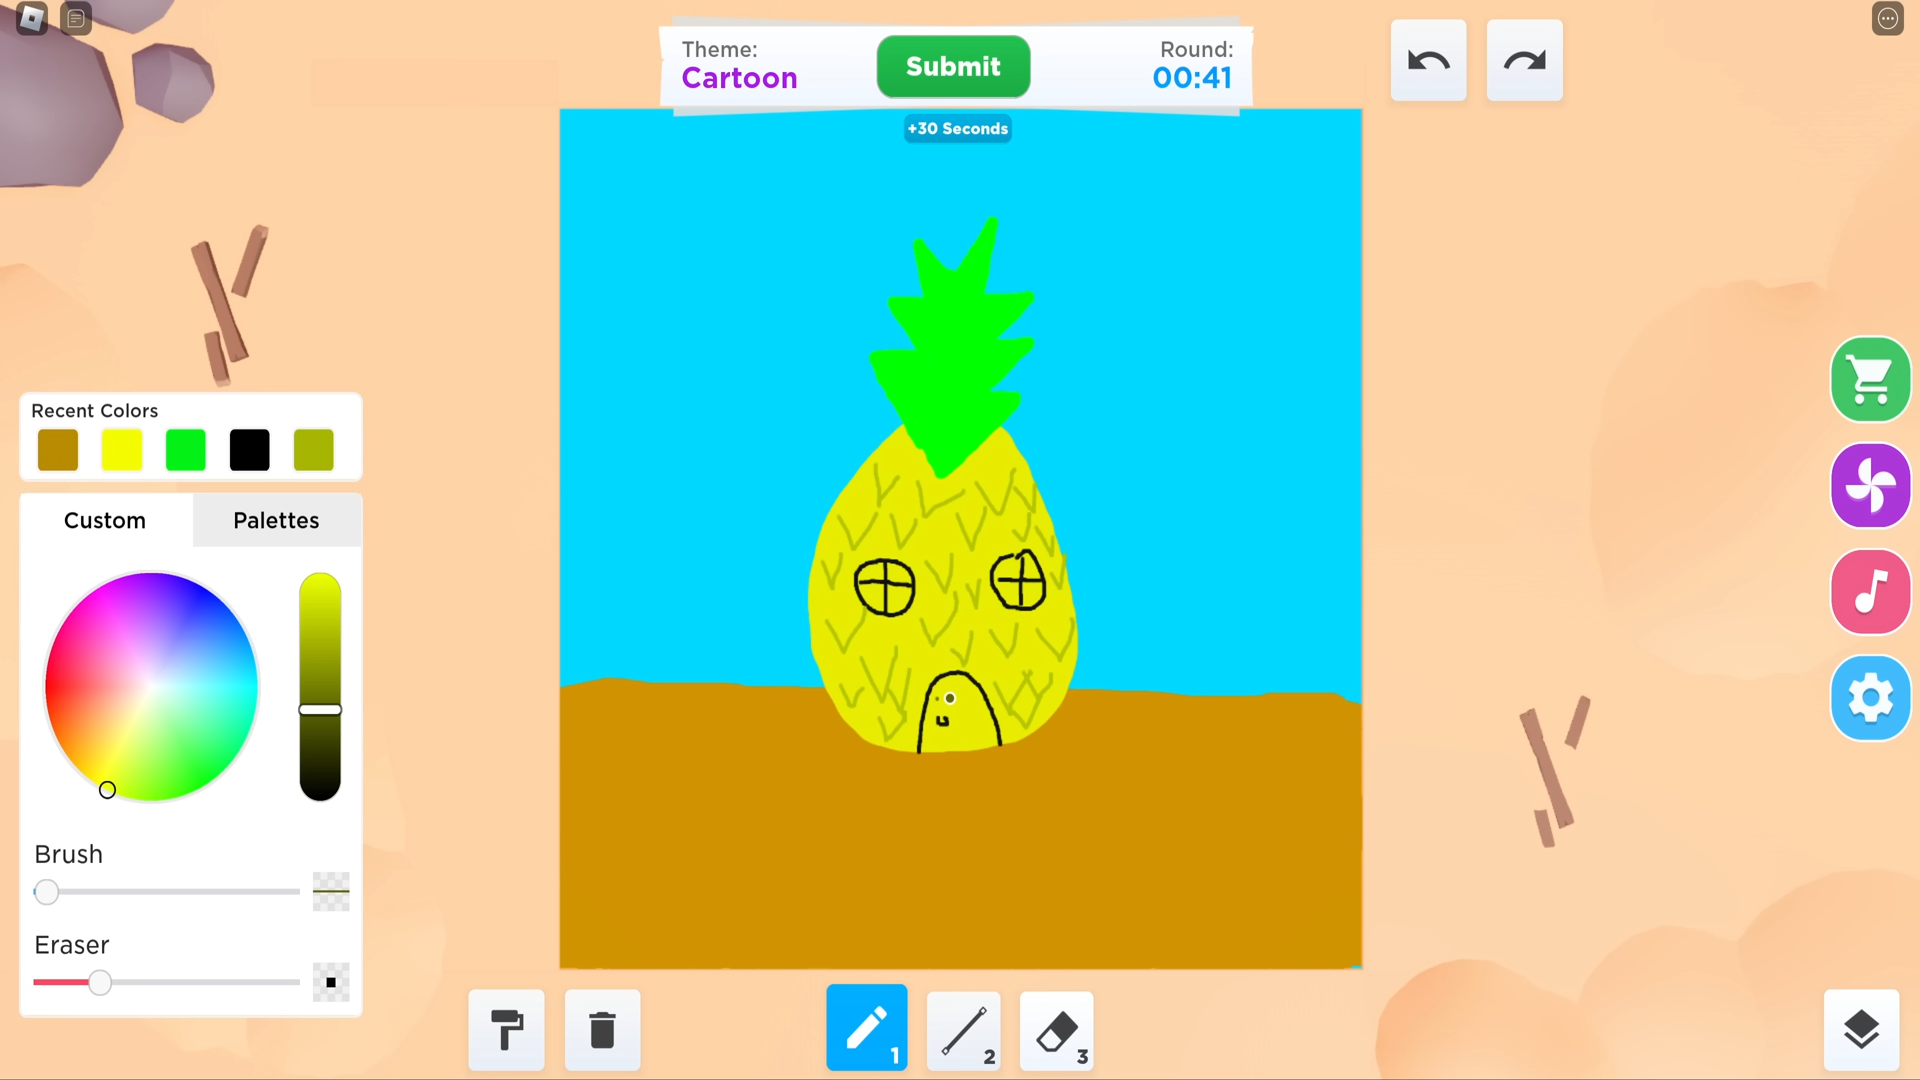 Theme:
Cartoon
Submit
Round:
00:41
+30 Seconds
Recent Colors
Custom
Palettes
Brush
Eraser
1
2
3